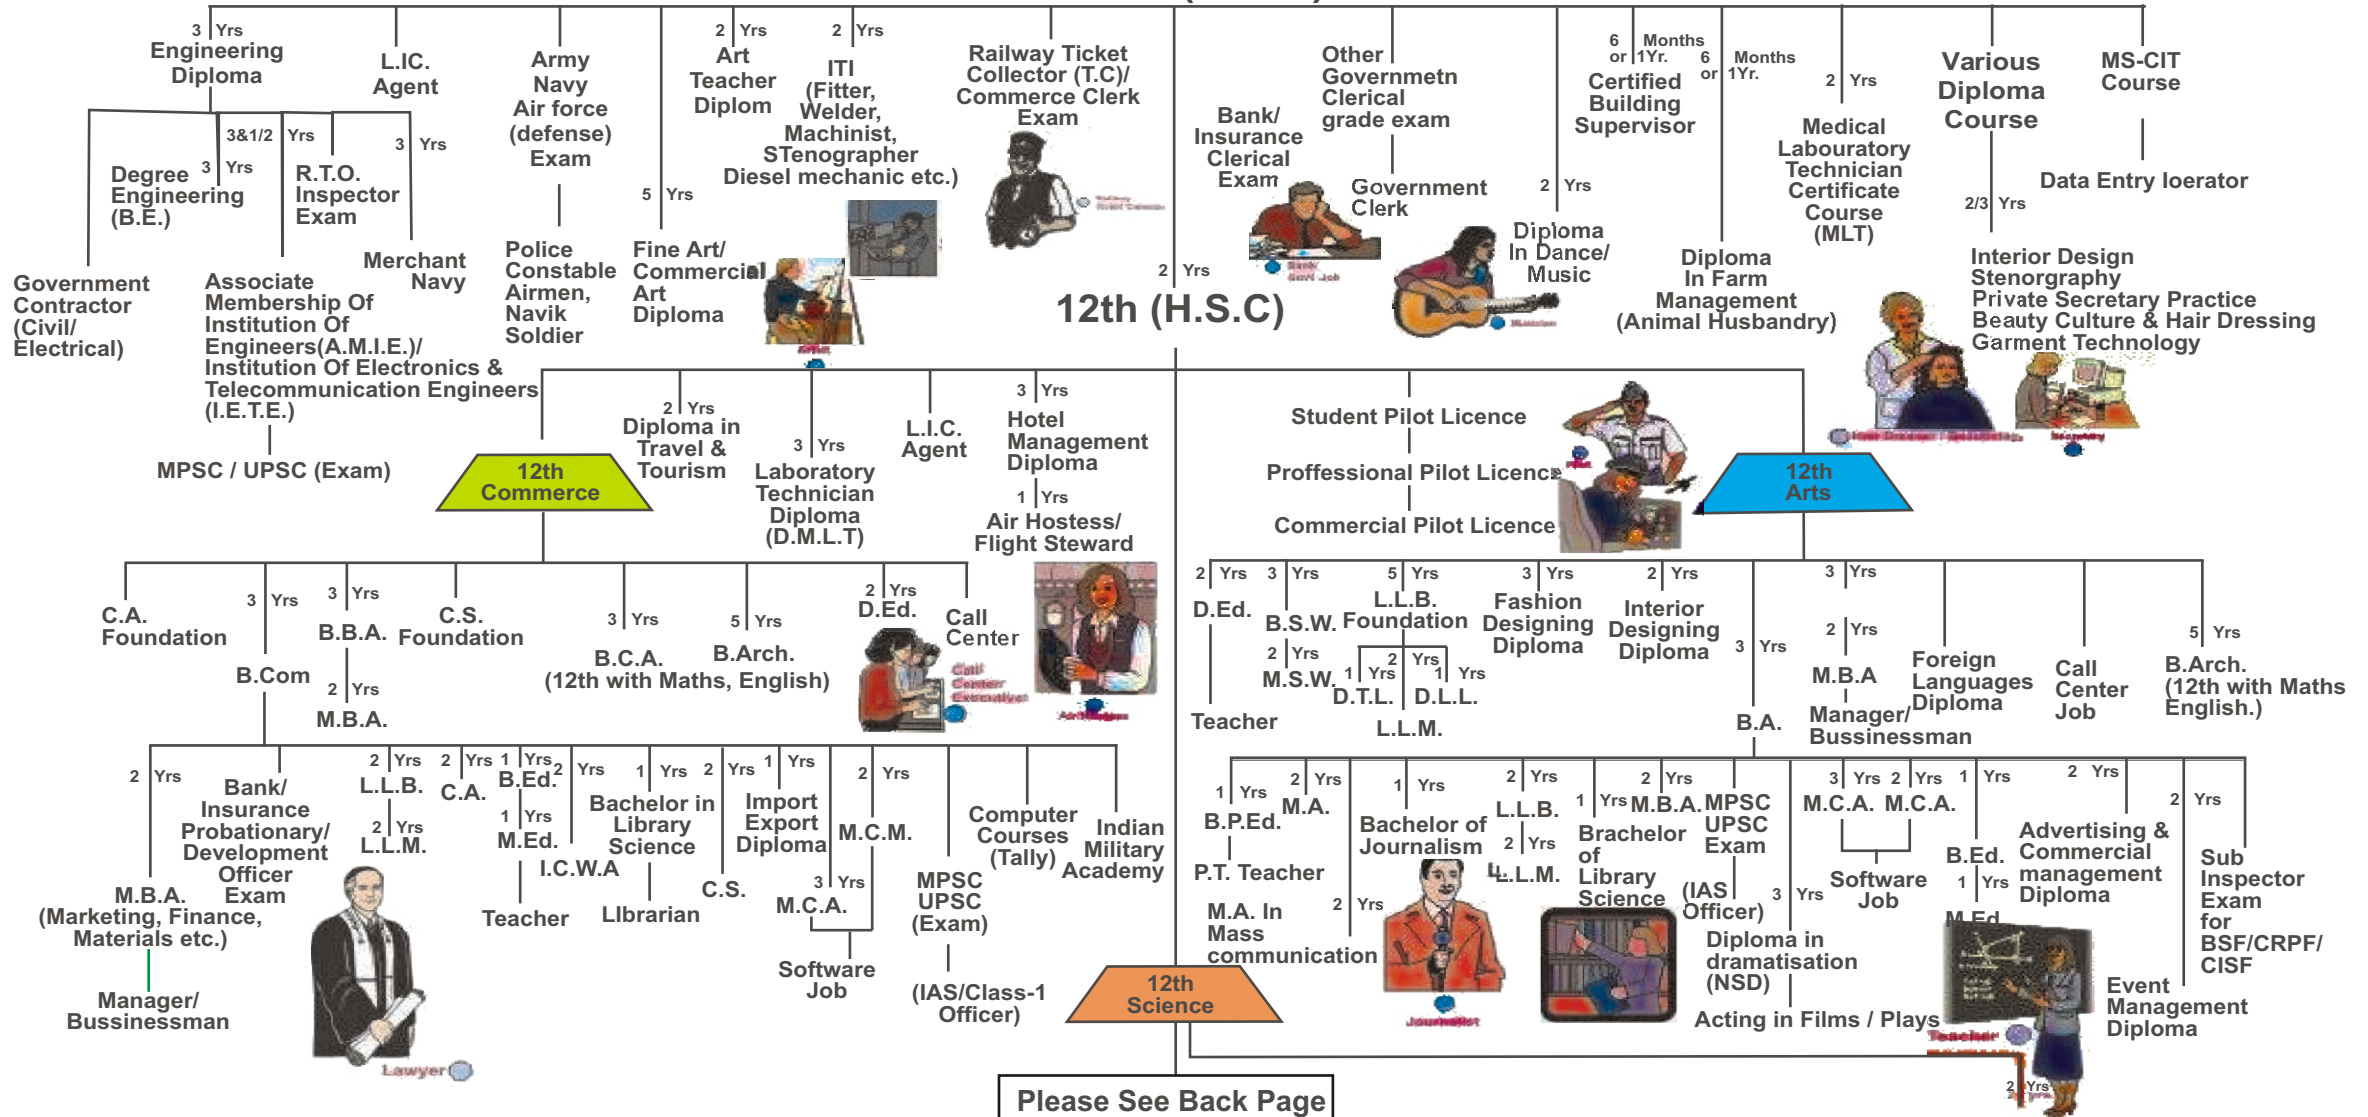 3 Yrs
Engineering
Diploma
L.IC.
Agent
Army
Navy
Air force
(defense)
Exam
2 Yrs
Art
Teacher
Diplom
2 Yrs
ITI
(Fitter,
Welder,
Machinist,
STenographer
Diesel mechanic etc.)
Railway Ticket
Collector (T.C)/
Commerce Clerk
Exam
Bank/
Insurance
Clerical
Exam
Other
Governmetn
Clerical
grade exam
Government
Clerk
2 Yrs
Diploma
In Dance/
Music
6 Months
or 1Yr.
Certified
Building
Supervisor
6 Months
or 1Yr.
Diploma
In Farm
Management
(Animal Husbandry)
2 Yrs
Medical
Labouratory
Technician
Certificate
Course
(MLT)
Various
Diploma
Course
2/3 Yrs
Interior Design
Stenorgraphy
Private Secretary Practice
Beauty Culture & Hair Dressing
Garment Technology
MS-CIT
Course
Data Entry Ioerator
3&1/2 Yrs
3 Yrs
3 Yrs
Degree
Engineering
(B.E.)
R.T.O.
Inspector
Exam
Merchant
Navy
Government
Contractor
(Civil/
Electrical)
Associate
Membership Of
Institution Of
Engineers(A.M.I.E.)/
Institution Of Electronics &
Telecommunication Engineers
(I.E.T.E.)
MPSC / UPSC (Exam)
Police
Constable
Airmen,
Navik
Soldier
5 Yrs
Fine Art/
Commercial
Art
Diploma
Bank
Govt Job
2 Yrs
12th (H.S.C)
12th
Commerce
2 Yrs
Diploma in
Travel &
Tourism
3 Yrs
Laboratory
Technician
Diploma
(D.M.L.T)
L.I.C.
Agent
3 Yrs
Hotel
Management
Diploma
1 Yrs
Air Hostess/
Flight Steward
Student Pilot Licence
Proffessional Pilot Licence
Commercial Pilot Licence
12th
Arts
C.A.
Foundation
3 Yrs
B.Com
3 Yrs
B.B.A.
2 Yrs
M.B.A.
C.S.
Foundation
3 Yrs
B.C.A.
(12th with Maths, English)
5 Yrs
B.Arch.
2 Yrs
D.Ed.
Call
Center
Call
Center
Executive
2 Yrs
D.Ed.
Teacher
3 Yrs
B.S.W.
2 Yrs
M.S.W.
5 Yrs
L.L.B.
Foundation
1 Yrs
D.T.L.
2 Yrs
L.L.M.
1 Yrs
D.L.L.
3 Yrs
Fashion
Designing
Diploma
2 Yrs
Interior
Designing
Diploma
3 Yrs
B.A.
3 Yrs
2 Yrs
M.B.A
Manager/
Bussinessman
Foreign
Languages
Diploma
Call
Center
Job
5 Yrs
B.Arch.
(12th with Maths
English.)
2 Yrs
M.B.A.
(Marketing, Finance,
Materials etc.)
Manager/
Bussinessman
Bank/
Insurance
Probationary/
Development
Officer
Exam
2 Yrs
L.L.B.
2 Yrs
L.L.M.
Lawyer
2 Yrs
C.A.
1 Yrs
B.Ed.
1 Yrs
M.Ed.
Teacher
2 Yrs
I.C.W.A
1 Yrs
Bachelor in
Library
Science
LIbrarian
2 Yrs
C.S.
1 Yrs
Import
Export
Diploma
3 Yrs
M.C.A.
2 Yrs
M.C.M.
Software
Job
MPSC
UPSC
(Exam)
(IAS/Class-1
Officer)
Computer
Courses
(Tally)
Indian
Military
Academy
12th
Science
1 Yrs
B.P.Ed.
P.T. Teacher
2 Yrs
M.A.
2 Yrs
M.A. In
Mass
communication
1 Yrs
Bachelor of
Journalism
Journalist
2 Yrs
L.L.B.
2 Yrs
L.L.M.
1 Yrs
Brachelor
of
Library
Science
2 Yrs
M.B.A.
MPSC
UPSC
Exam
(IAS
Officer)
3 Yrs
Diploma in
dramatisation
(NSD)
Acting in Films / Plays
3 Yrs
M.C.A.
2 Yrs
M.C.A.
Software
Job
1 Yrs
B.Ed.
1 Yrs
M.Ed.
Teacher
2 Yrs
Advertising &
Commercial
management
Diploma
2 Yrs
Event
Management
Diploma
Sub
Inspector
Exam
for
BSF/CRPF/
CISF
2 Yrs
Please See Back Page